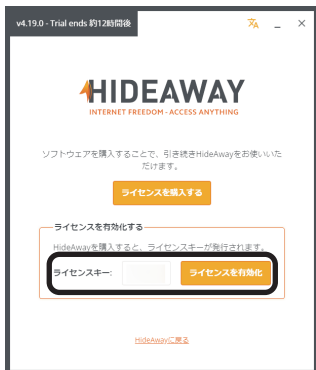 v4.19.0 - Trial ends 約12時間後
HIDEAWAY
INTERNET FREEDOM - ACCESS ANYTHING
ソフトウェアを購入することで、引き続きHideAwayをお使いいた
だけます。
ライセンスを購入する
ライセンスを有効化する
HideAwayを購入すると、ライセンスキーが発行されます。
ライセンスキー: ライセンスを有効化
HideAwayに戻る